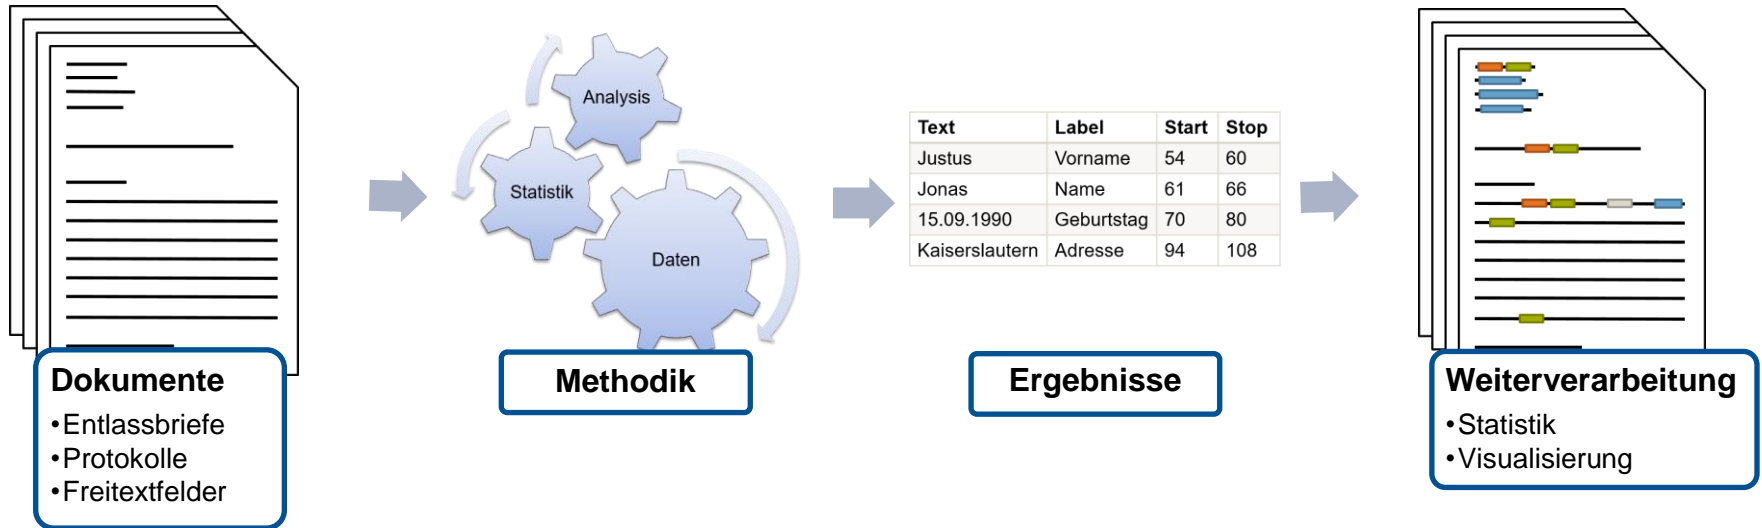 Analysis
Statistik
Daten
Text Label Start Stop
Justus Vorname 54 60
Jonas Name 61 66
15.09.1990 Geburtstag 70 80
Kaiserslautern Adresse 94 108
Dokumente
•Entlassbriefe
•Protokolle
•Freitextfelder
Methodik
Ergebnisse
Weiterverarbeitung
•Statistik
•Visualisierung